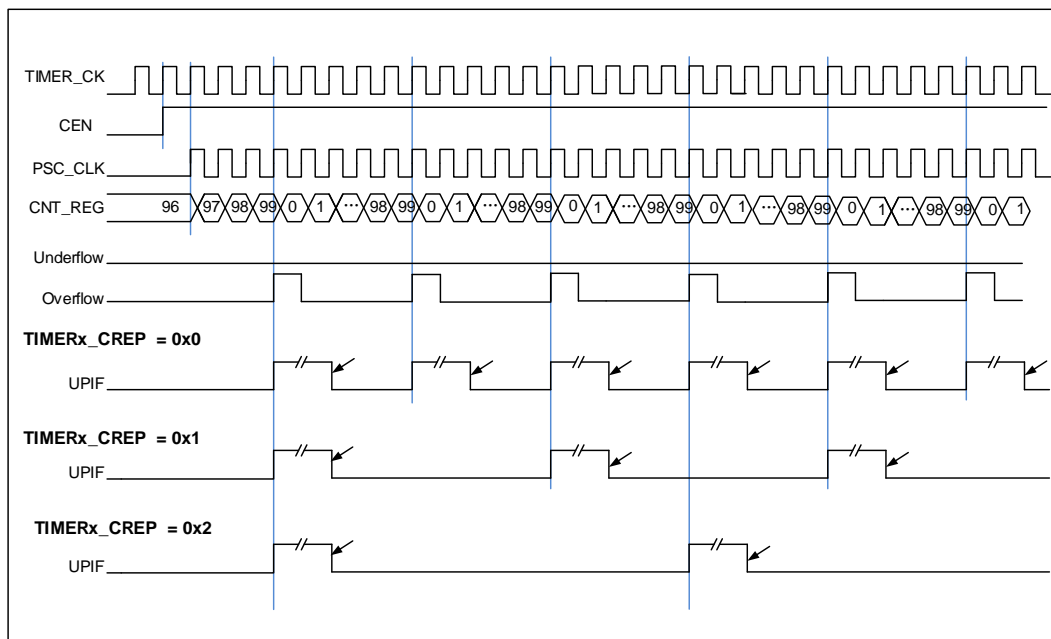 TIMER_CK
CEN
PSC_CLK
CNT_REG 96 97 98 99 0 1 ... 98 99 0 1 ... 98 99 0 1 ... 98 99 0 1 ... 98 99 0 1 ... 98 99 0 1
Underflow
Overflow
TIMERx_CREP = 0x0
UPIF
TIMERx_CREP = 0x1
UPIF
TIMERx_CREP = 0x2
UPIF